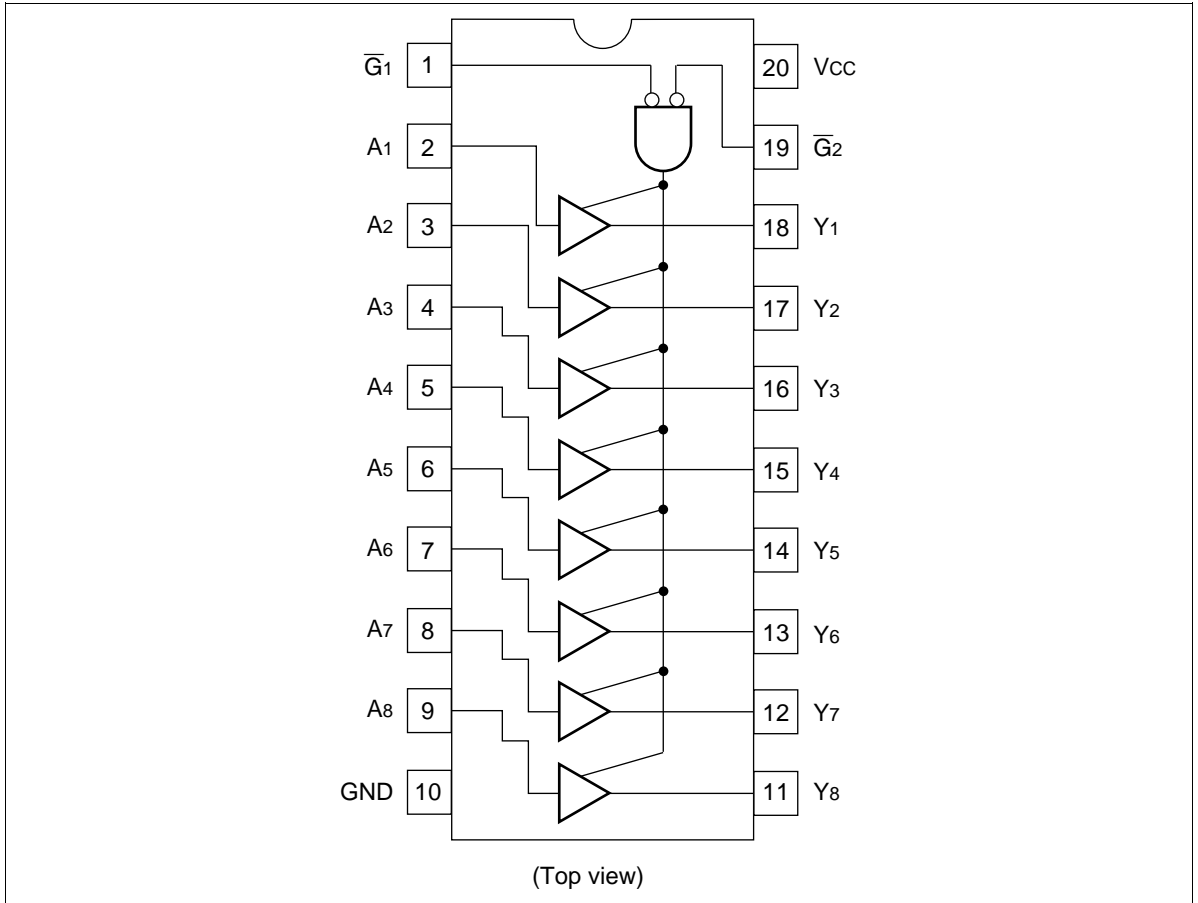 G̅1 1 20 VCC
A1 2 19 G̅2
A2 3 18 Y1
A3 4 17 Y2
A4 5 16 Y3
A5 6 15 Y4
A6 7 14 Y5
A7 8 13 Y6
A8 9 12 Y7
GND 10 11 Y8
(Top view)